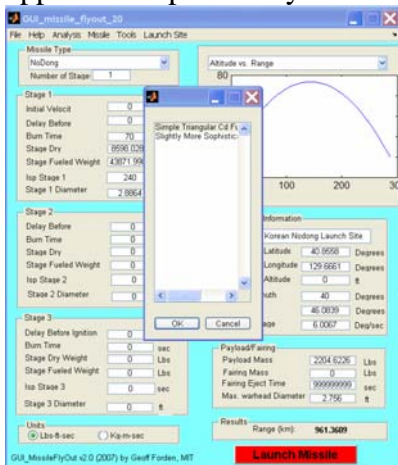 GUI_missile_flyout_20
File Help Analysis Missile Tools Launch Site
Missile Type
NoDong
Number of Stage: 1
Altitude vs. Range
80
100 200 30
Stage 1
Initial Velocit 0
Delay Before 0
Burn Time 70
Stage Dry 8598.028
Stage Fueled Weight 43871.990
Isp Stage 1 240
Stage 1 Diameter 2.8864
Simple Triangular Cd Fu
Slightly More Sophistic
OK Cancel
Stage 2
Delay Before 0
Burn Time 0
Stage Dry 0
Stage Fueled Weight 0
Isp Stage 2 0
Stage 2 Diameter 0
Information
Korean Nodong Launch Site
Latitude 40.8558 Degrees
Longitude 129.6661 Degrees
Altitude 0 ft
uth 40 Degrees
46.0839 Degrees
age 6.0067 Deg/sec
Stage 3
Delay Before Ignition 0
Burn Time 0 sec
Stage Dry Weight 0 Lbs
Stage Fueled Weight 0 Lbs
Isp Stage 3 0 sec
Stage 3 Diameter 0 ft
Payload/Fairing
Payload Mass 2204.6226 Lbs
Fairing Mass 0 Lbs
Fairing Eject Time 999999999 sec
Max. warhead Diameter 2.756 ft
Units
Lbs-ft-sec Kg-m-sec
Results
Range (km): 961.3609
GUI_MissileFlyOut v2.0 (2007) by Geoff Forden, MIT
Launch Missile